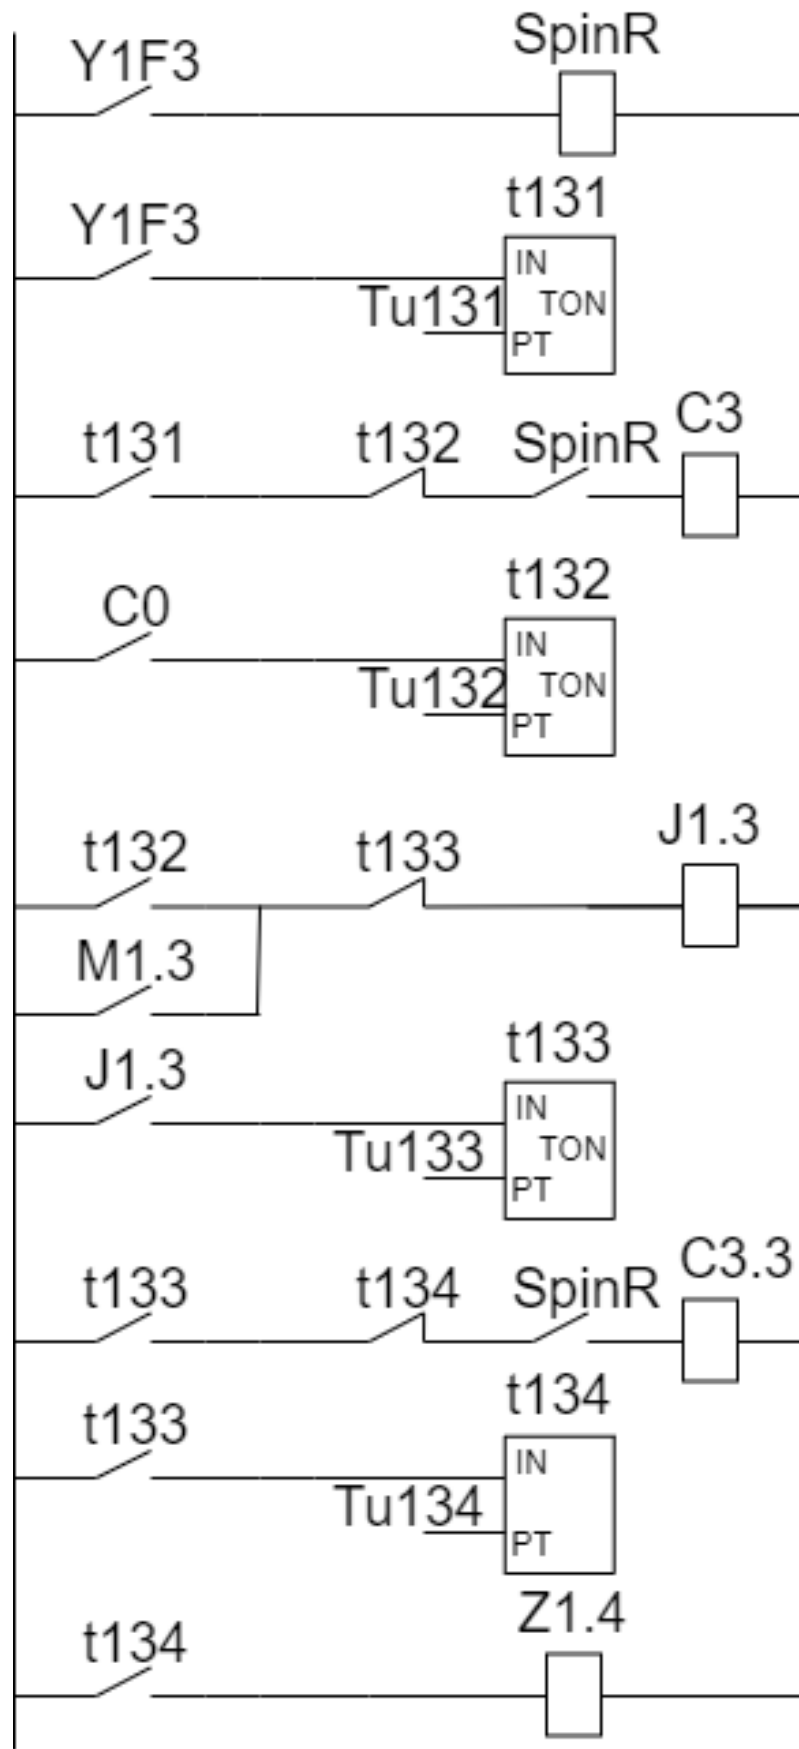 SpinR
Y1F3
t131
Y1F3
IN
TON
Tu131
PT
C3
t131 t132 SpinR
t132
C0
IN
TON
Tu132
PT
J1.3
t132 t133
M1.3
t133
J1.3
IN
TON
Tu133
PT
C3.3
t133 t134 SpinR
t134
t133
IN
Tu134
PT
Z1.4
t134